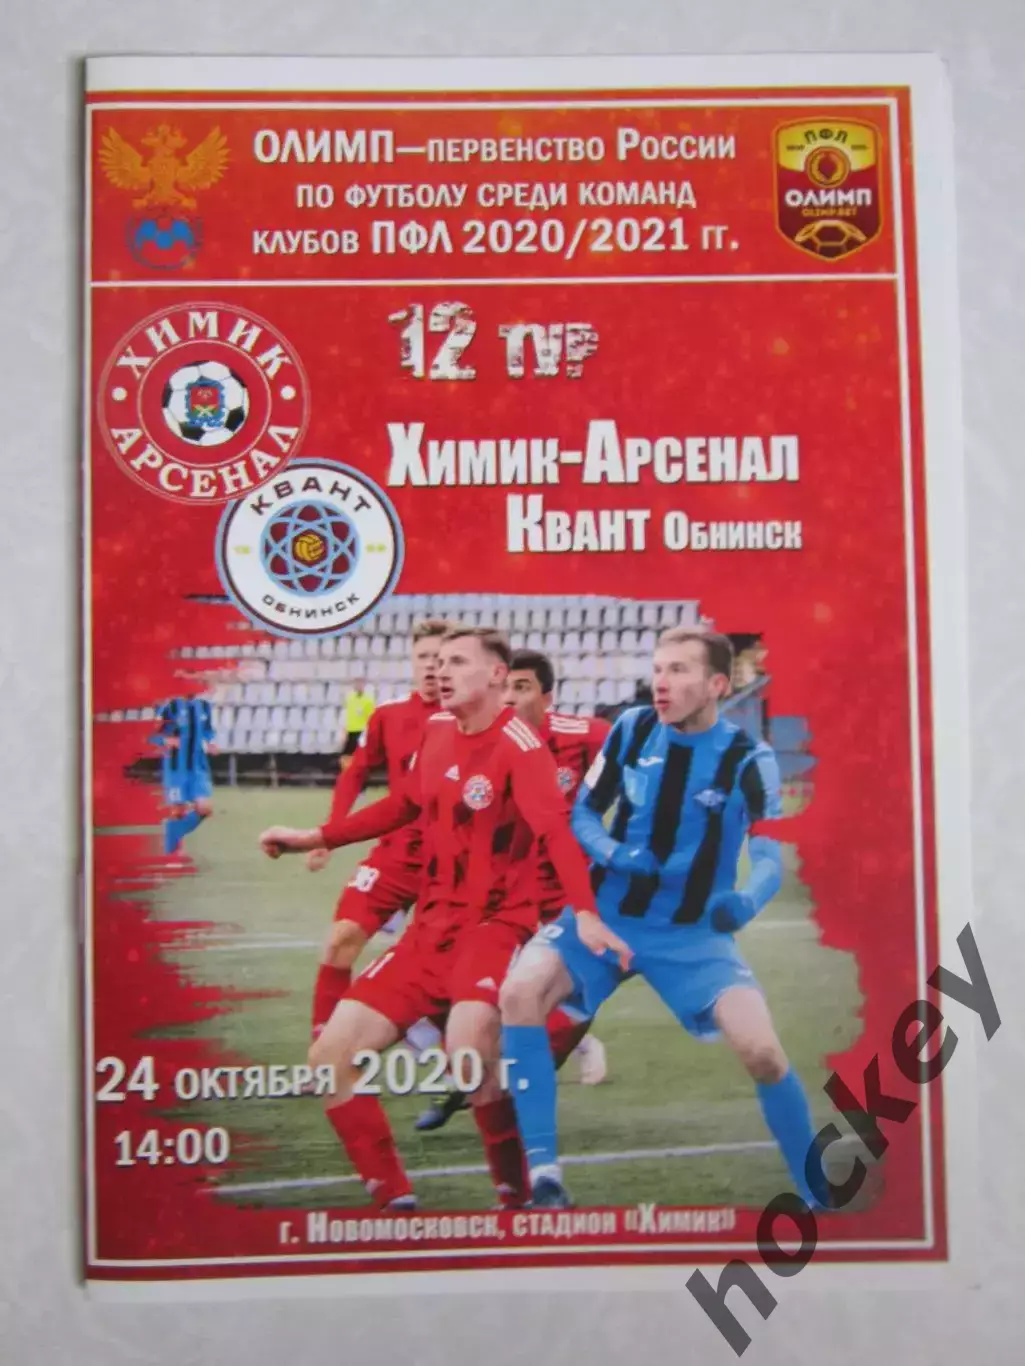 ОЛИМП—ПЕРВЕНСТВО РОССИИ
ПО ФУТБОЛУ СРЕДИ КОМАНД
КЛУБОВ ПФЛ 2020/2021 гг.
ПФЛ
ОЛИМП
OLIMPBET
12 ТУР
ХИМИК
АРСЕНАЛ
ХИМИК-АРСЕНАЛ
КВАНТ ОБНИНСК
КВАНТ
ОБНИНСК
24 ОКТЯБРЯ 2020 г.
14:00
г. НОВОМОСКОВСК, СТАДИОН «ХИМИК»
hockey